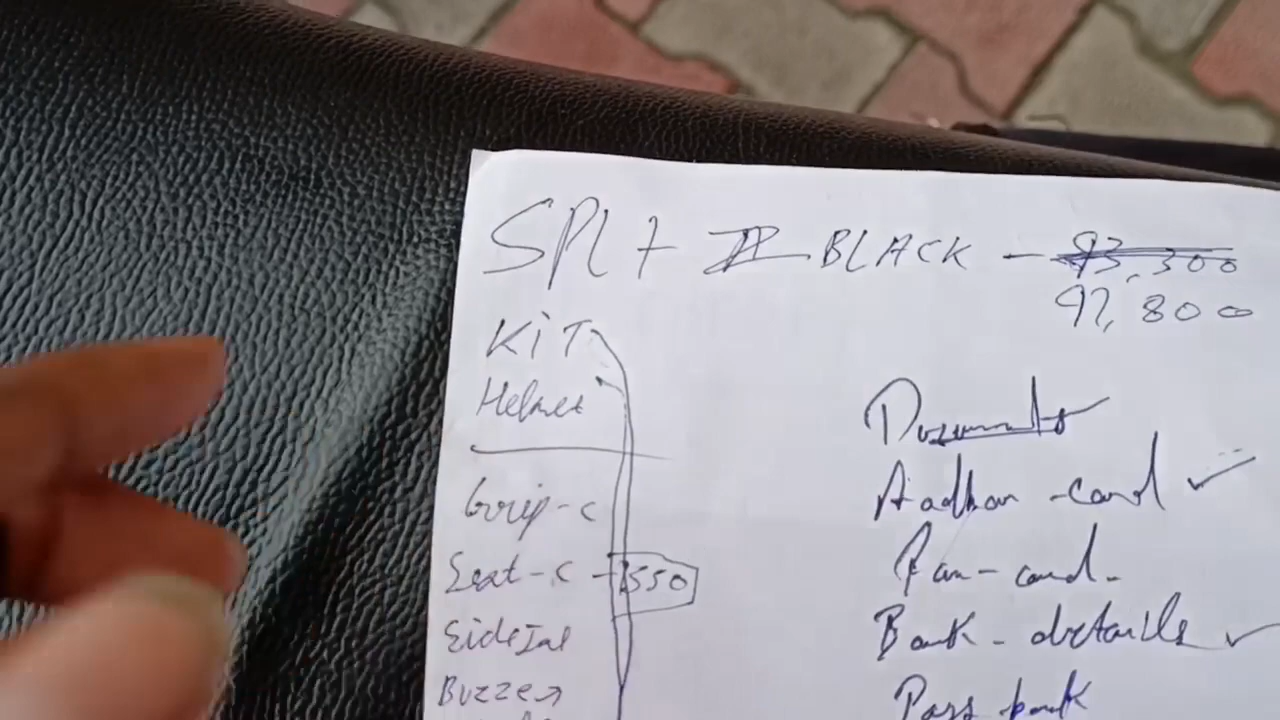 SPL + BLACK - 93,300
97,800
KiT
Helmet
Grip-c
Seat-c - 550
Side
Buzzer
Documents
Aadhar -card ✓
Pan-card-
Bank-details ✓
Pass-book